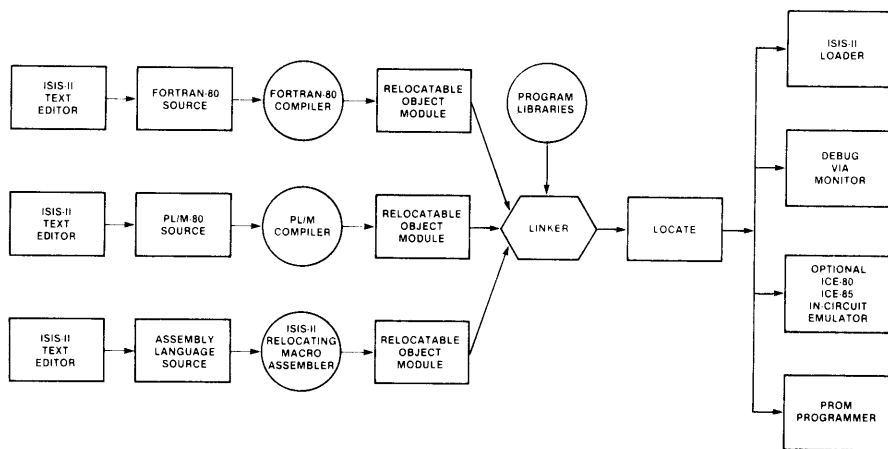 ISIS-II
TEXT
EDITOR
FORTRAN-80
SOURCE
FORTRAN-80
COMPILER
RELOCATABLE
OBJECT
MODULE
PROGRAM
LIBRARIES
ISIS-II
TEXT
EDITOR
PL/M-80
SOURCE
PL/M
COMPILER
RELOCATABLE
OBJECT
MODULE
LINKER
LOCATE
ISIS-II
TEXT
EDITOR
ASSEMBLY
LANGUAGE
SOURCE
ISIS-II
RELOCATING
MACRO
ASSEMBLER
RELOCATABLE
OBJECT
MODULE
ISIS-II
LOADER
DEBUG
VIA
MONITOR
OPTIONAL
ICE-80
ICE-85
IN-CIRCUIT
EMULATOR
PROM
PROGRAMMER